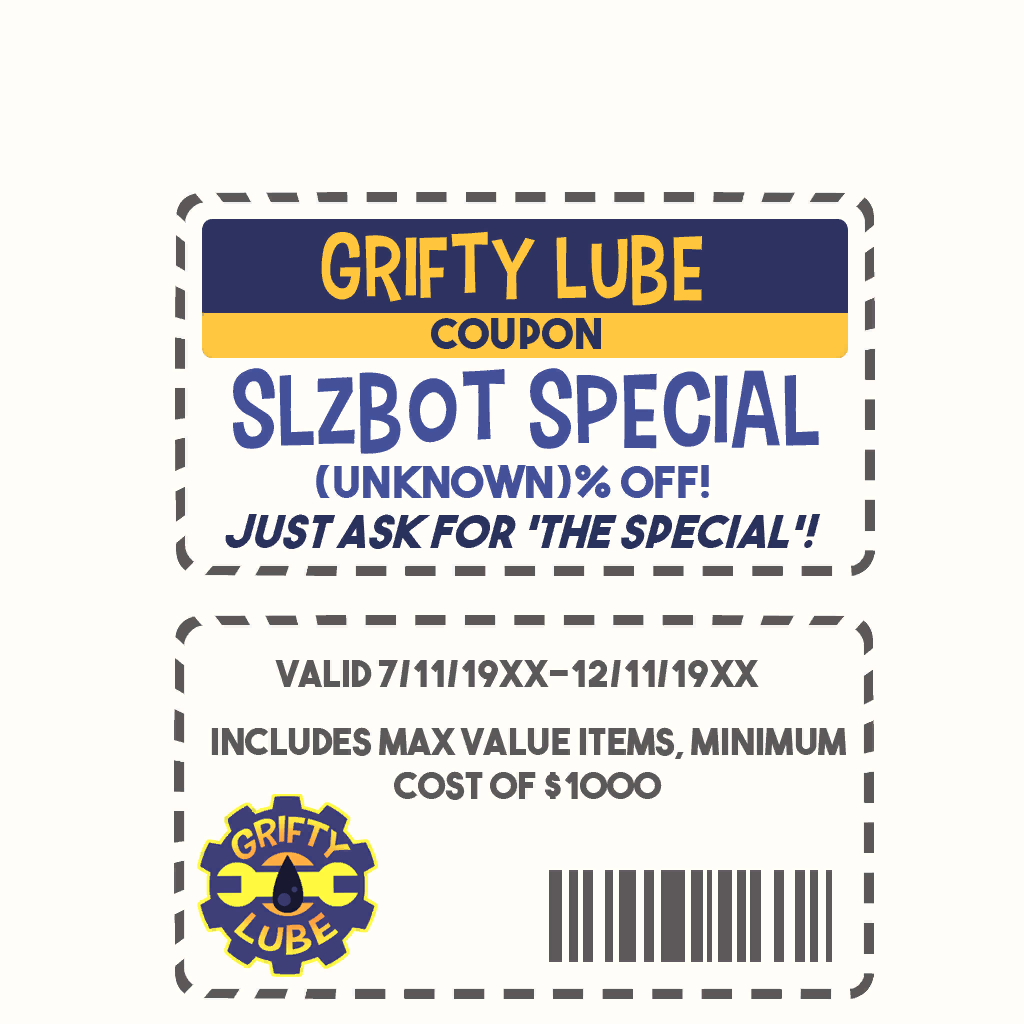 GRIFTY LUBE
COUPON
SLZBOT SPECIAL
(UNKNOWN)% OFF!
JUST ASK FOR 'THE SPECIAL'!
VALID 7/11/19XX-12/11/19XX
INCLUDES MAX VALUE ITEMS, MINIMUM
COST OF $1000
GRIFTY
LUBE